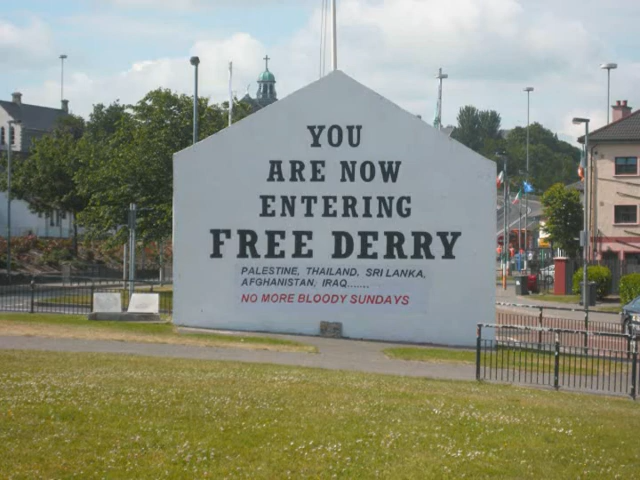 YOU
ARE NOW
ENTERING
FREE DERRY
PALESTINE, THAILAND, SRI LANKA,
AFGHANISTAN, IRAQ.......
NO MORE BLOODY SUNDAYS